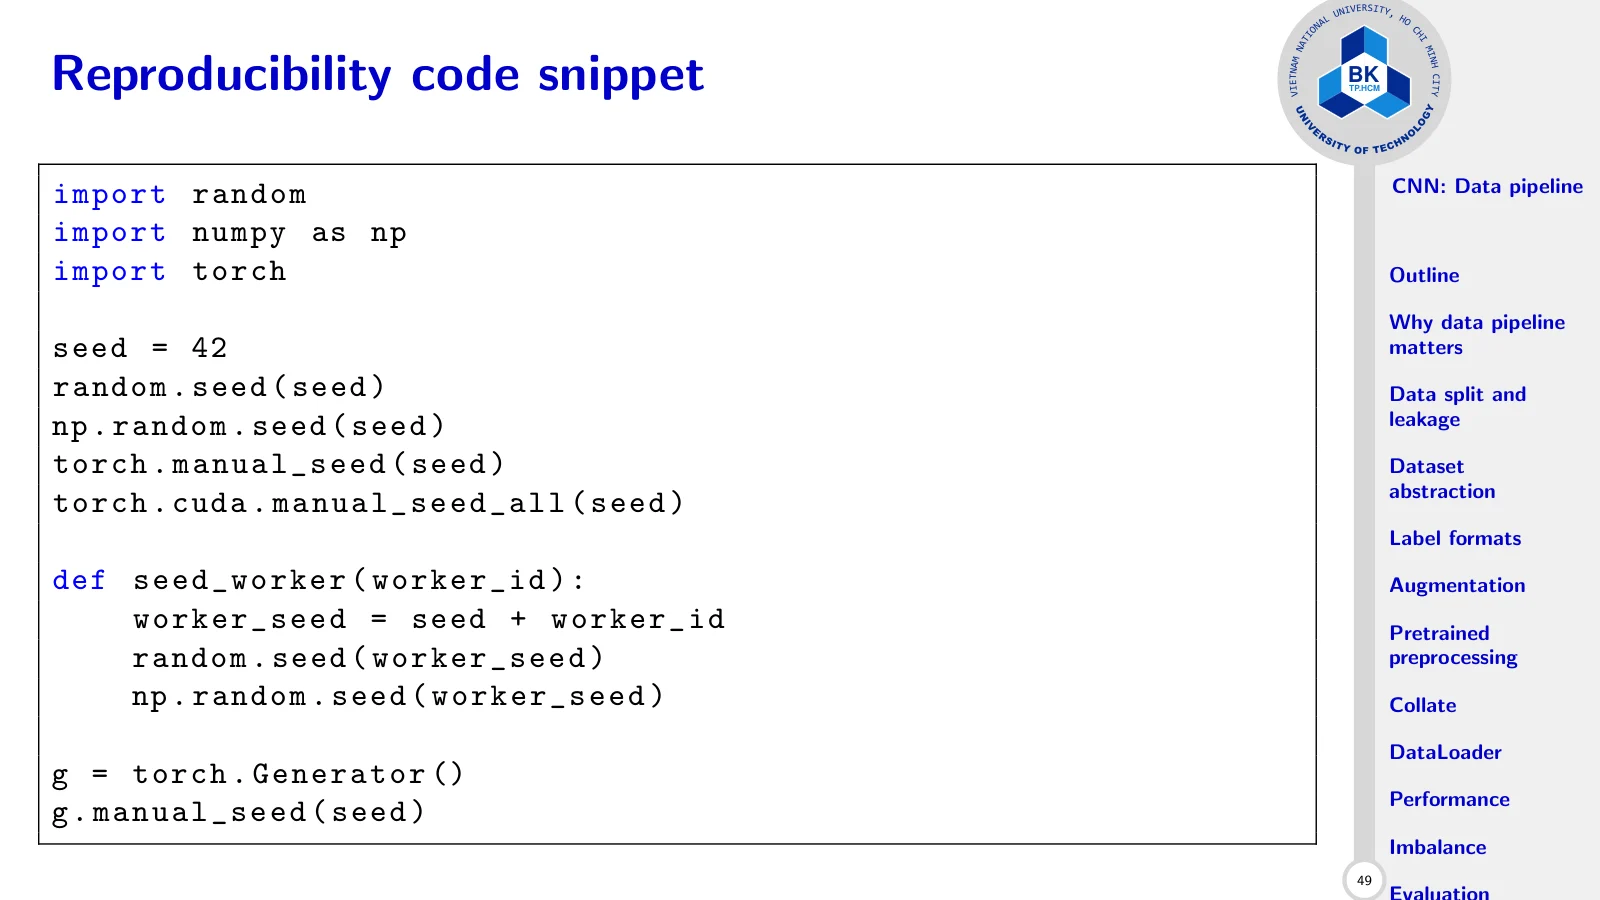 Reproducibility code snippet
import random
import numpy as np
import torch
seed = 42
random.seed(seed)
np.random.seed(seed)
torch.manual_seed(seed)
torch.cuda.manual_seed_all(seed)
def seed_worker(worker_id):
    worker_seed = seed + worker_id
    random.seed(worker_seed)
    np.random.seed(worker_seed)
g = torch.Generator()
g.manual_seed(seed)
VIETNAM NATIONAL UNIVERSITY, HO CHI MINH CITY
BK
TP.HCM
UNIVERSITY OF TECHNOLOGY
CNN: Data pipeline
Outline
Why data pipeline
matters
Data split and
leakage
Dataset
abstraction
Label formats
Augmentation
Pretrained
preprocessing
Collate
DataLoader
Performance
Imbalance
Evaluation
49